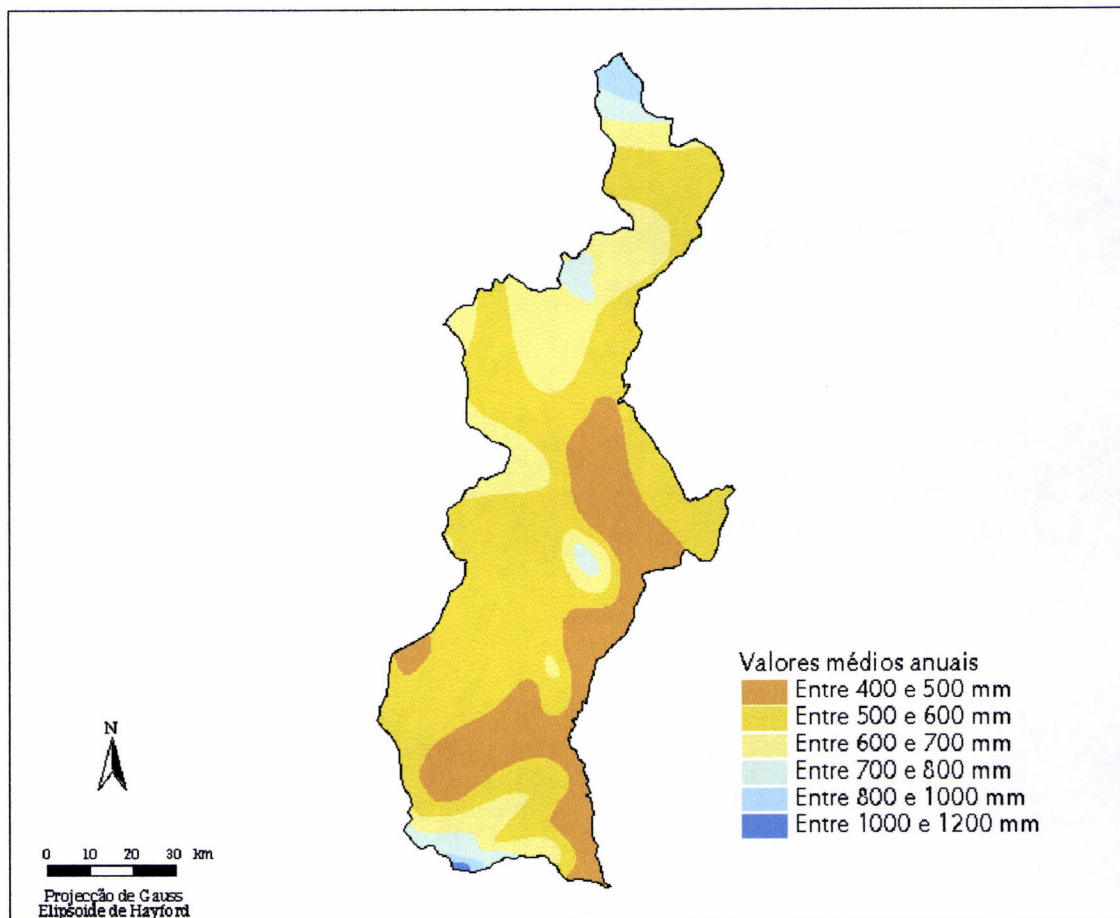 Valores médios anuais
Entre 400 e 500 mm
Entre 500 e 600 mm
Entre 600 e 700 mm
Entre 700 e 800 mm
Entre 800 e 1000 mm
Entre 1000 e 1200 mm
N
0 10 20 30 km
Projecção de Gauss
Elipsoide de Hayford